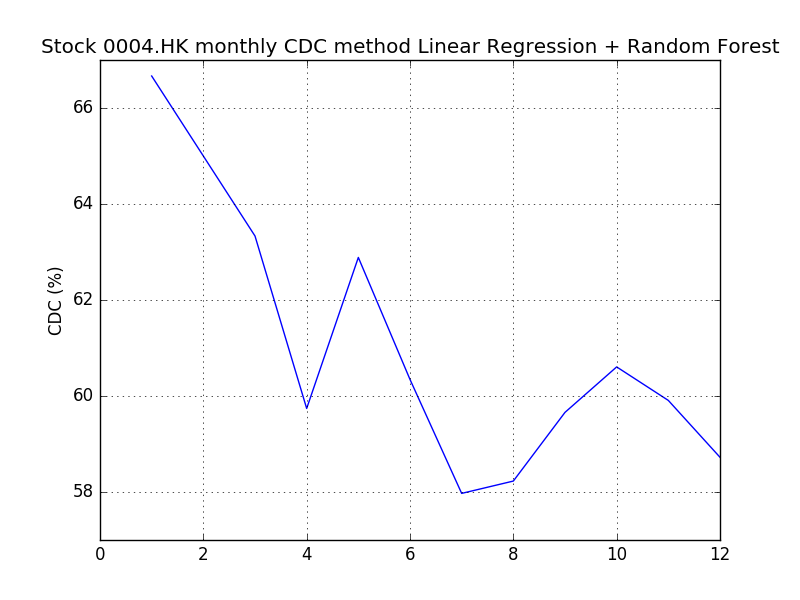 Stock 0004.HK monthly CDC method Linear Regression + Random Forest
66
64
62
60
58
CDC (%)
0 2 4 6 8 10 12